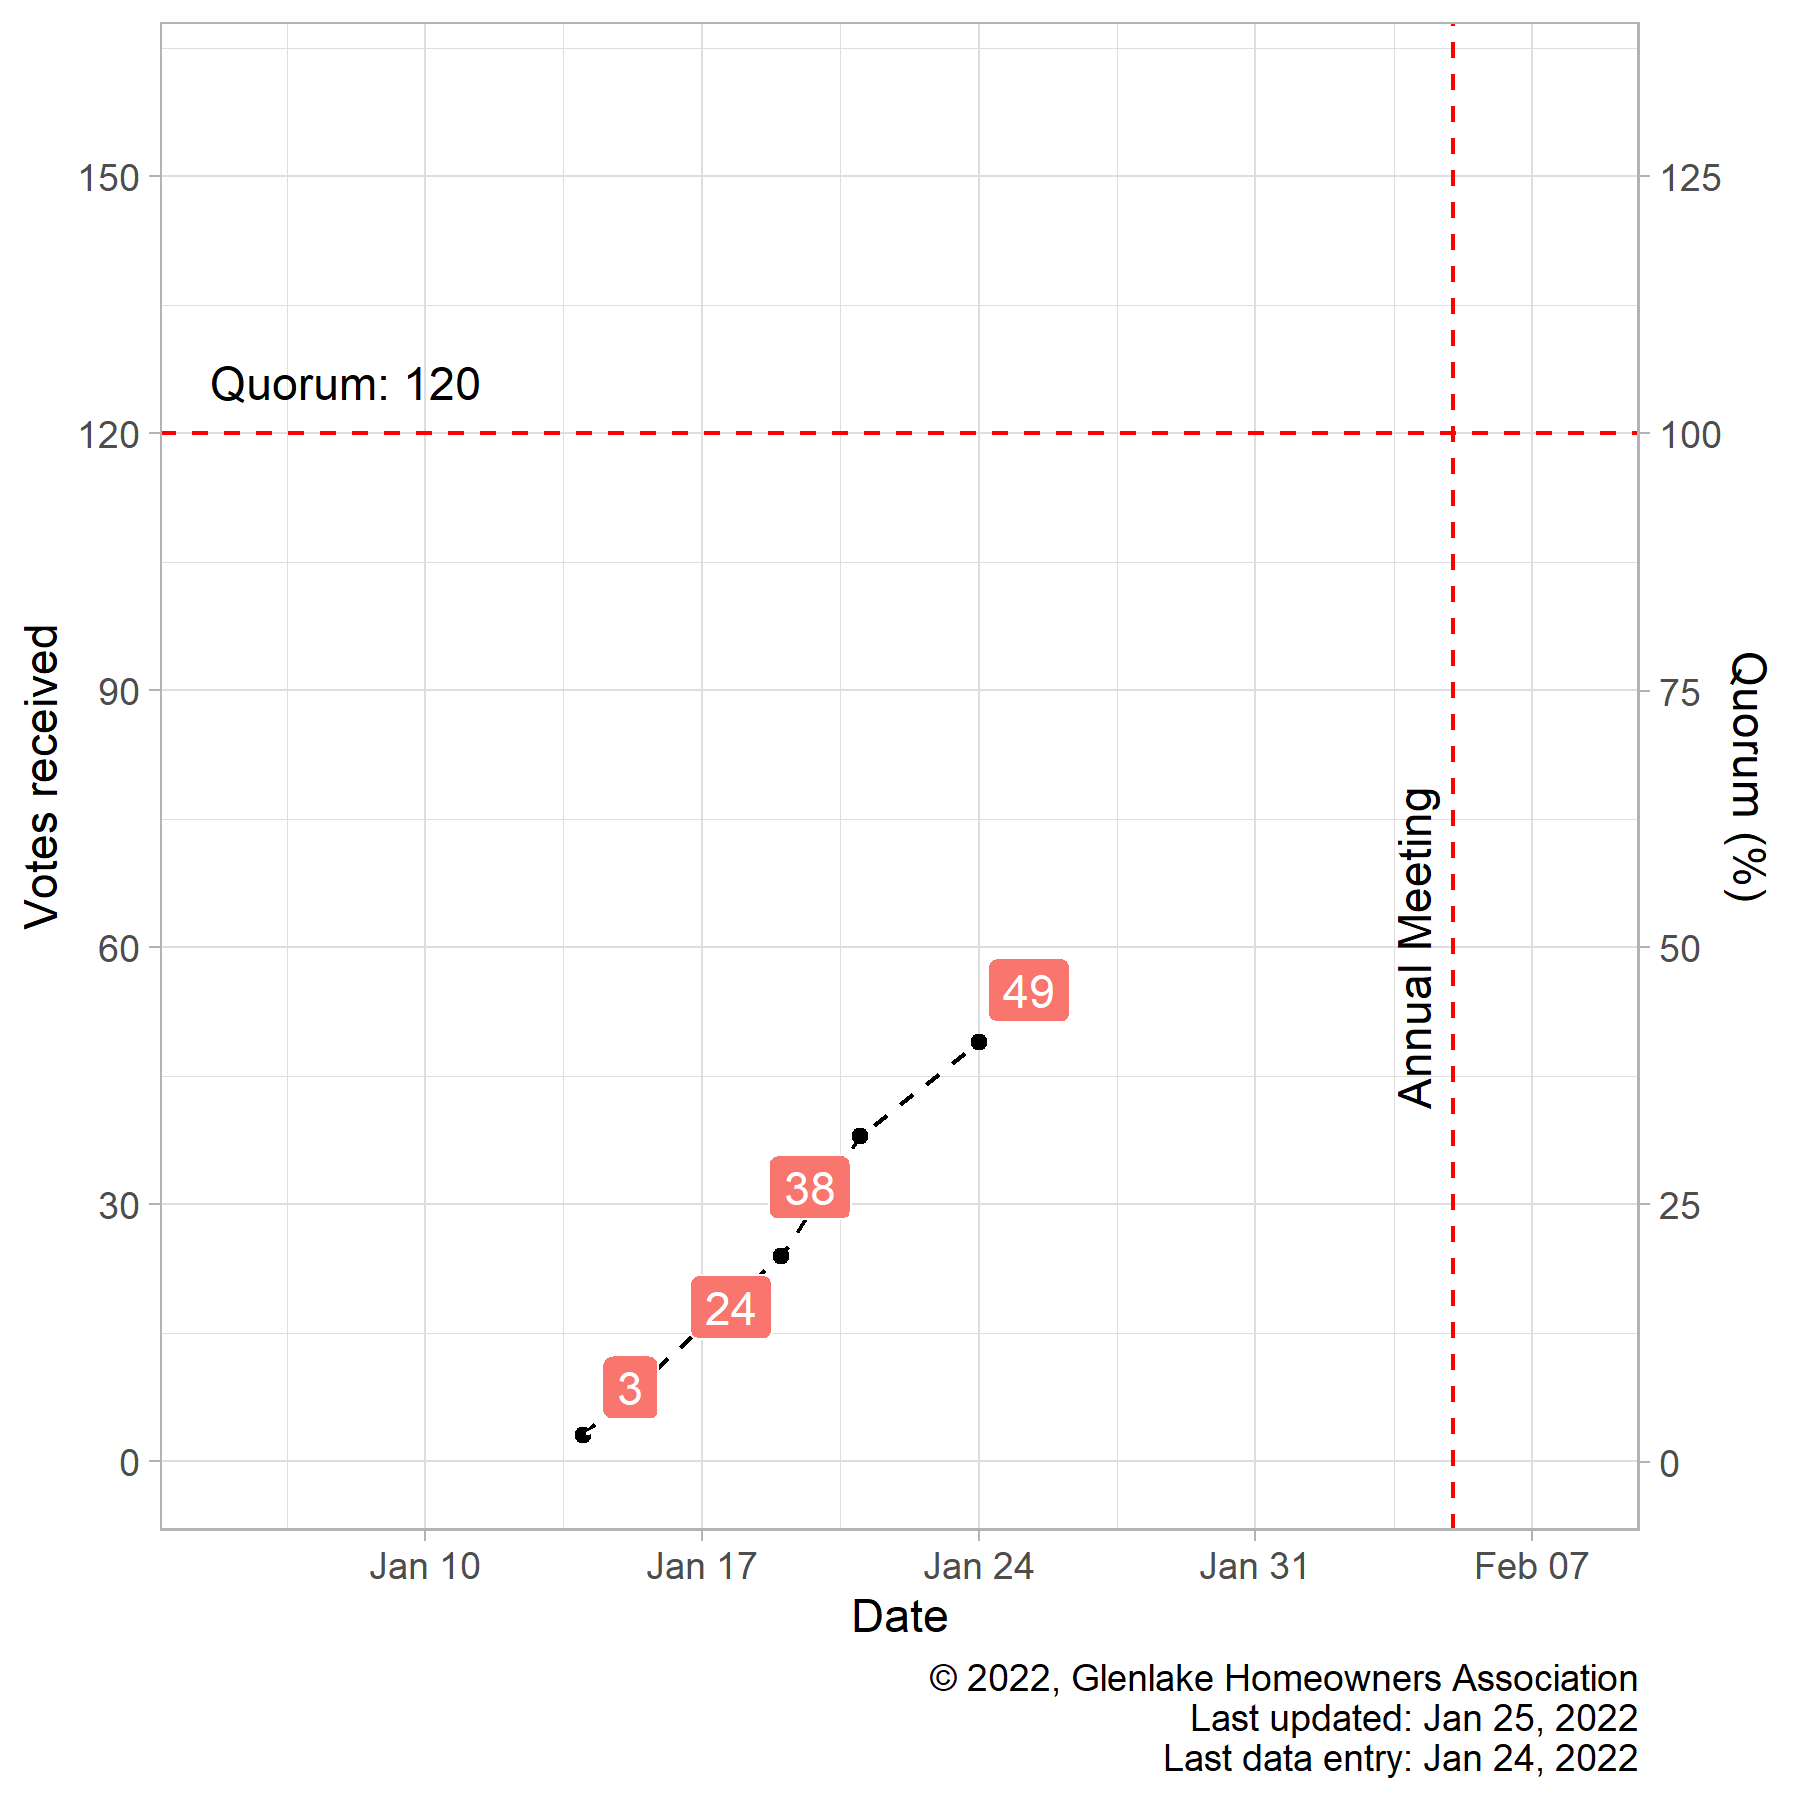 150
120
90
60
30
0
Votes received
125
100
75
50
25
0
Quorum (%)
Quorum: 120
Annual Meeting
49
38
24
3
Jan 10
Jan 17
Jan 24
Jan 31
Feb 07
Date
© 2022, Glenlake Homeowners Association
Last updated: Jan 25, 2022
Last data entry: Jan 24, 2022